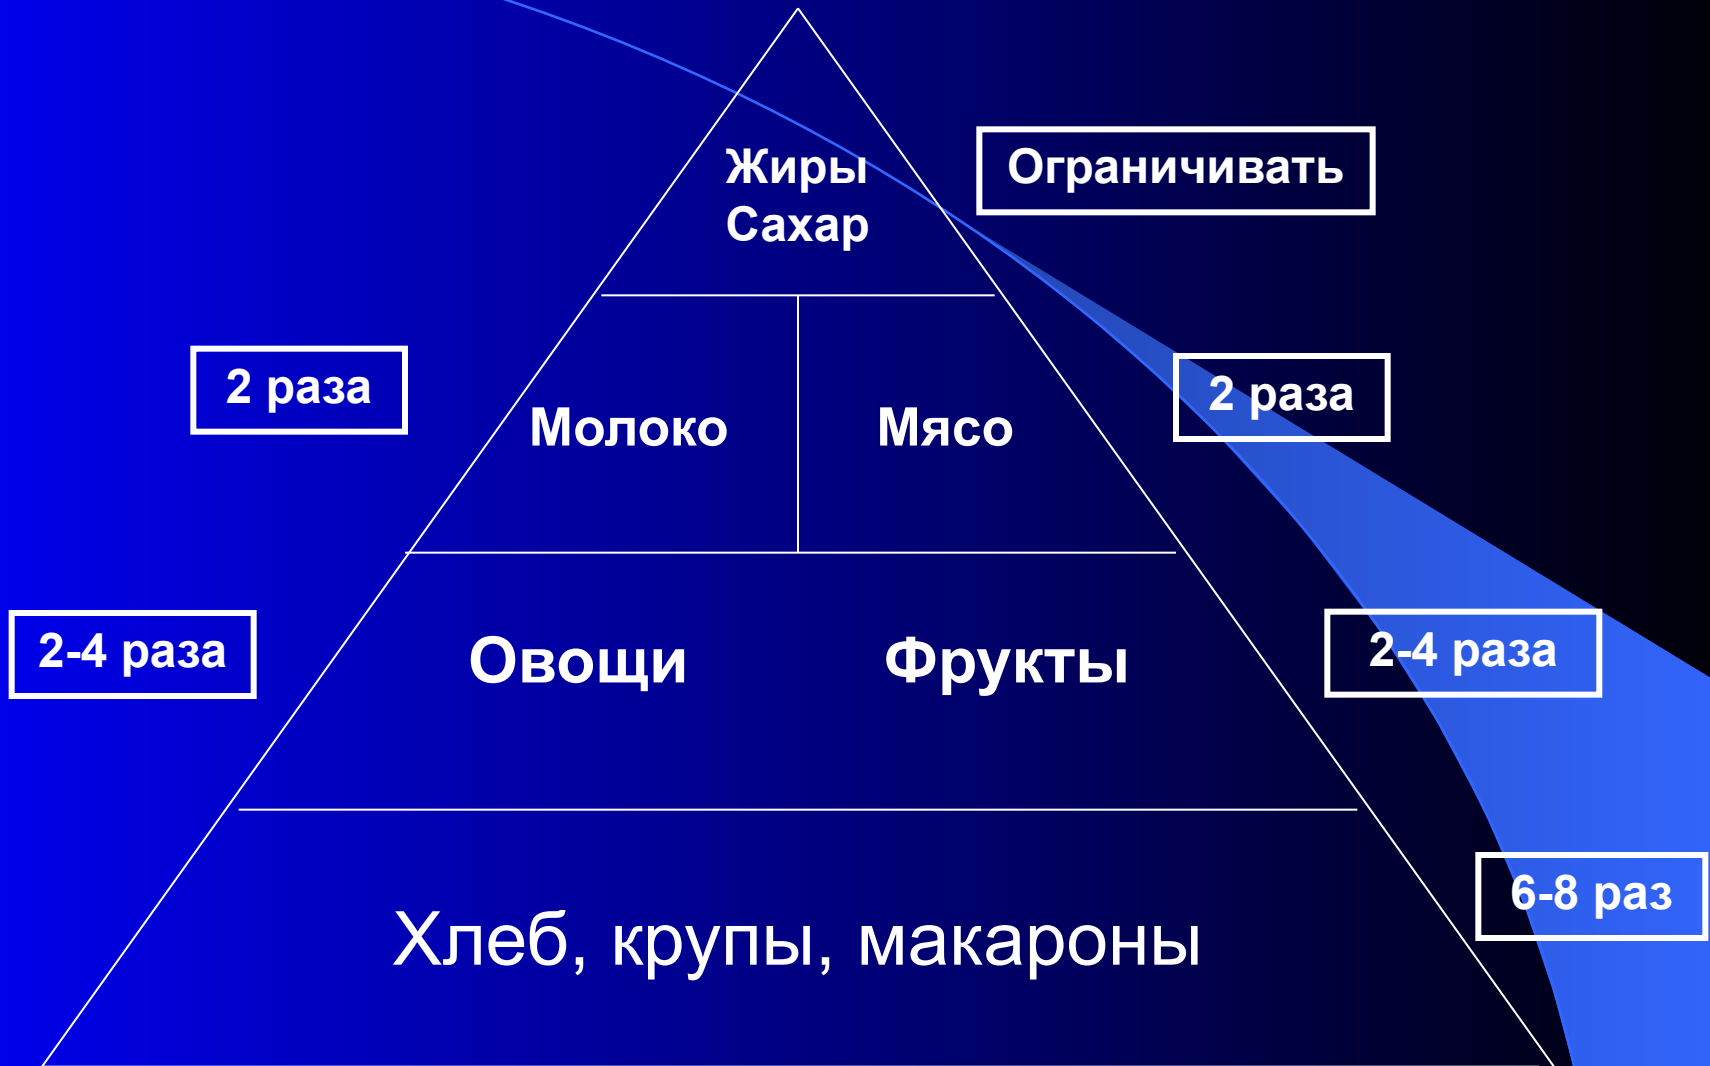 Жиры
Сахар
Ограничивать
2 раза
Молоко
Мясо
2 раза
2-4 раза
Овощи
Фрукты
2-4 раза
Хлеб, крупы, макароны
6-8 раз